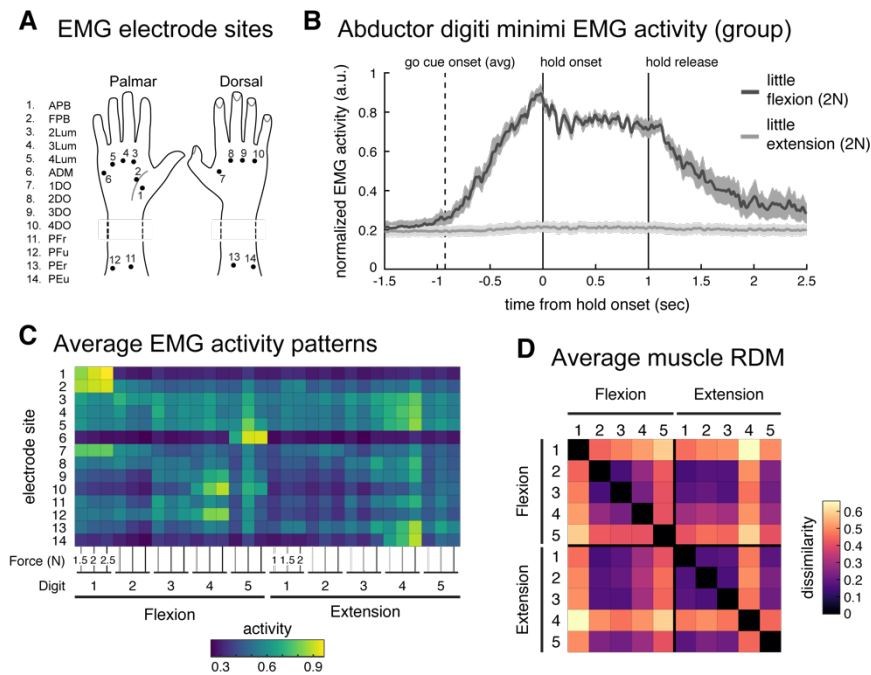 A EMG electrode sites
Palmar Dorsal
1. APB
2. FPB
3. 2Lum
4. 3Lum
5. 4Lum
6. ADM
7. 1DO
8. 2DO
9. 3DO
10. 4DO
11. PFr
12. PFu
13. PEr
14. PEu
5 4 3
6 2
1
12 11
8 9 10
7
13 14
B Abductor digiti minimi EMG activity (group)
go cue onset (avg) hold onset hold release
little flexion (2N)
little extension (2N)
normalized EMG activity (a.u.)
1
0.8
0.6
0.4
0.2
0
-1.5 -1 -0.5 0 0.5 1 1.5 2 2.5
time from hold onset (sec)
C Average EMG activity patterns
electrode site
1
2
3
4
5
6
7
8
9
10
11
12
13
14
Force (N) 1.5 2 2.5 1 1.5 2
Digit 1 2 3 4 5 1 2 3 4 5
Flexion Extension
activity
0.3 0.6 0.9
D Average muscle RDM
Flexion Extension
1 2 3 4 5 1 2 3 4 5
Flexion
1
2
3
4
5
Extension
1
2
3
4
5
dissimilarity
0.6
0.5
0.4
0.3
0.2
0.1
0